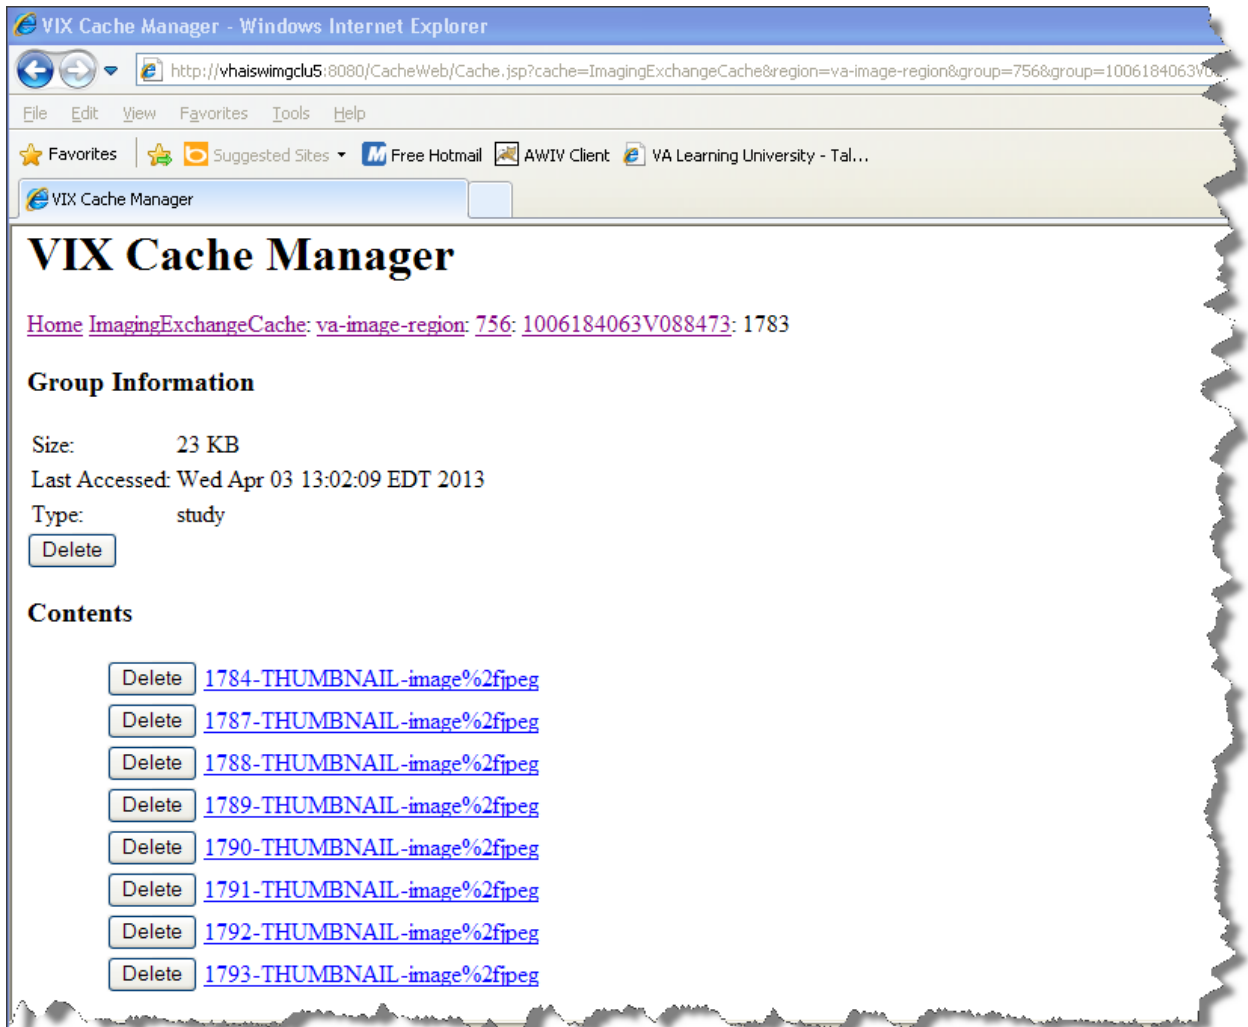 VIX Cache Manager - Windows Internet Explorer
http://vhaiswimgclu5:8080/CacheWeb/Cache.jsp?cache=ImagingExchangeCache&region=va-image-region&group=756&group=1006184063V0
File Edit View Favorites Tools Help
Favorites Suggested Sites Free Hotmail AWIV Client VA Learning University - Tal...
VIX Cache Manager
VIX Cache Manager
Home ImagingExchangeCache: va-image-region: 756: 1006184063V088473: 1783
Group Information
Size: 23 KB
Last Accessed: Wed Apr 03 13:02:09 EDT 2013
Type: study
Delete
Contents
Delete 1784-THUMBNAIL-image%2fjpeg
Delete 1787-THUMBNAIL-image%2fjpeg
Delete 1788-THUMBNAIL-image%2fjpeg
Delete 1789-THUMBNAIL-image%2fjpeg
Delete 1790-THUMBNAIL-image%2fjpeg
Delete 1791-THUMBNAIL-image%2fjpeg
Delete 1792-THUMBNAIL-image%2fjpeg
Delete 1793-THUMBNAIL-image%2fjpeg